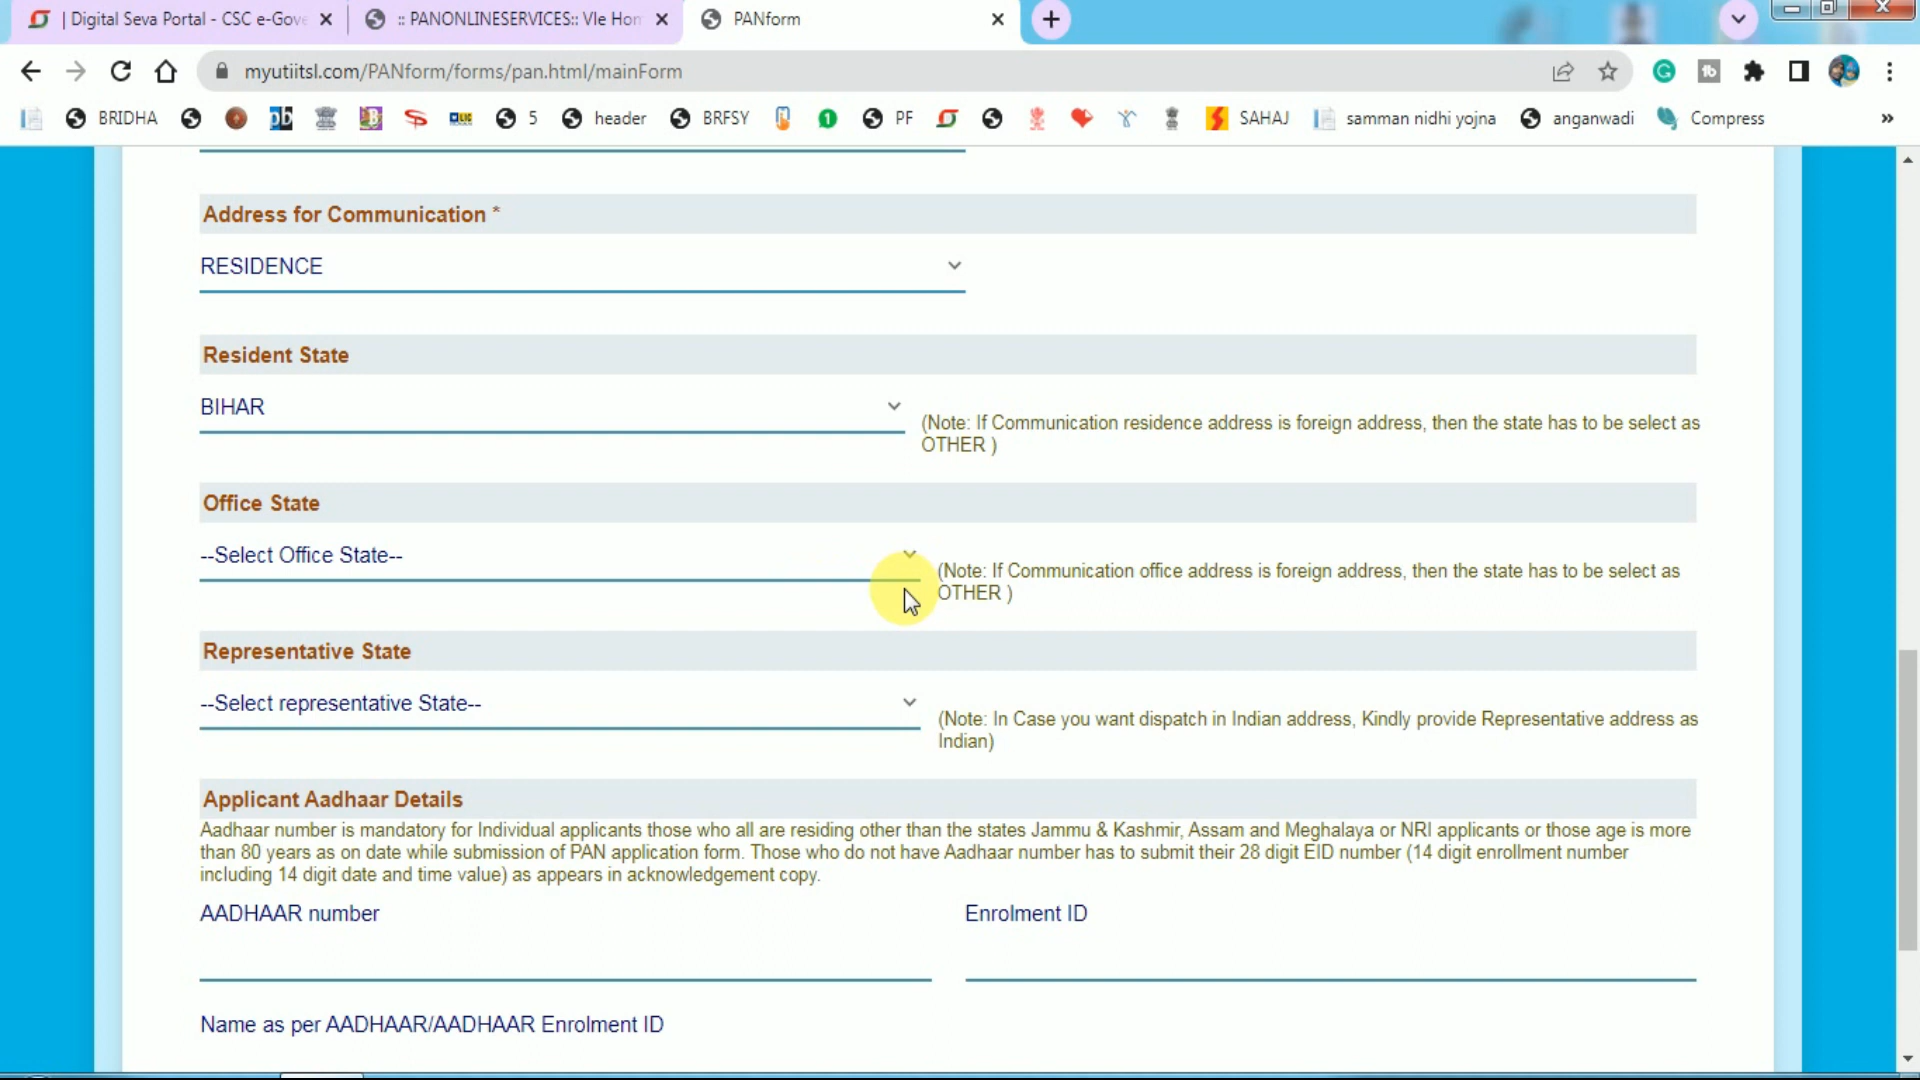 | Digital Seva Portal - CSC e-Gove
:: PANONLINESERVICES:: Vle Hon
PANform
myutiitsl.com/PANform/forms/pan.html/mainForm
BRIDHA
5
header
BRFSY
PF
SAHAJ
samman nidhi yojna
anganwadi
Compress
»
Address for Communication *
RESIDENCE
Resident State
BIHAR
(Note: If Communication residence address is foreign address, then the state has to be select as
OTHER )
Office State
--Select Office State--
(Note: If Communication office address is foreign address, then the state has to be select as
OTHER )
Representative State
--Select representative State--
(Note: In Case you want dispatch in Indian address, Kindly provide Representative address as
Indian)
Applicant Aadhaar Details
Aadhaar number is mandatory for Individual applicants those who all are residing other than the states Jammu & Kashmir, Assam and Meghalaya or NRI applicants or those age is more
than 80 years as on date while submission of PAN application form. Those who do not have Aadhaar number has to submit their 28 digit EID number (14 digit enrollment number
including 14 digit date and time value) as appears in acknowledgement copy.
AADHAAR number
Enrolment ID
Name as per AADHAAR/AADHAAR Enrolment ID